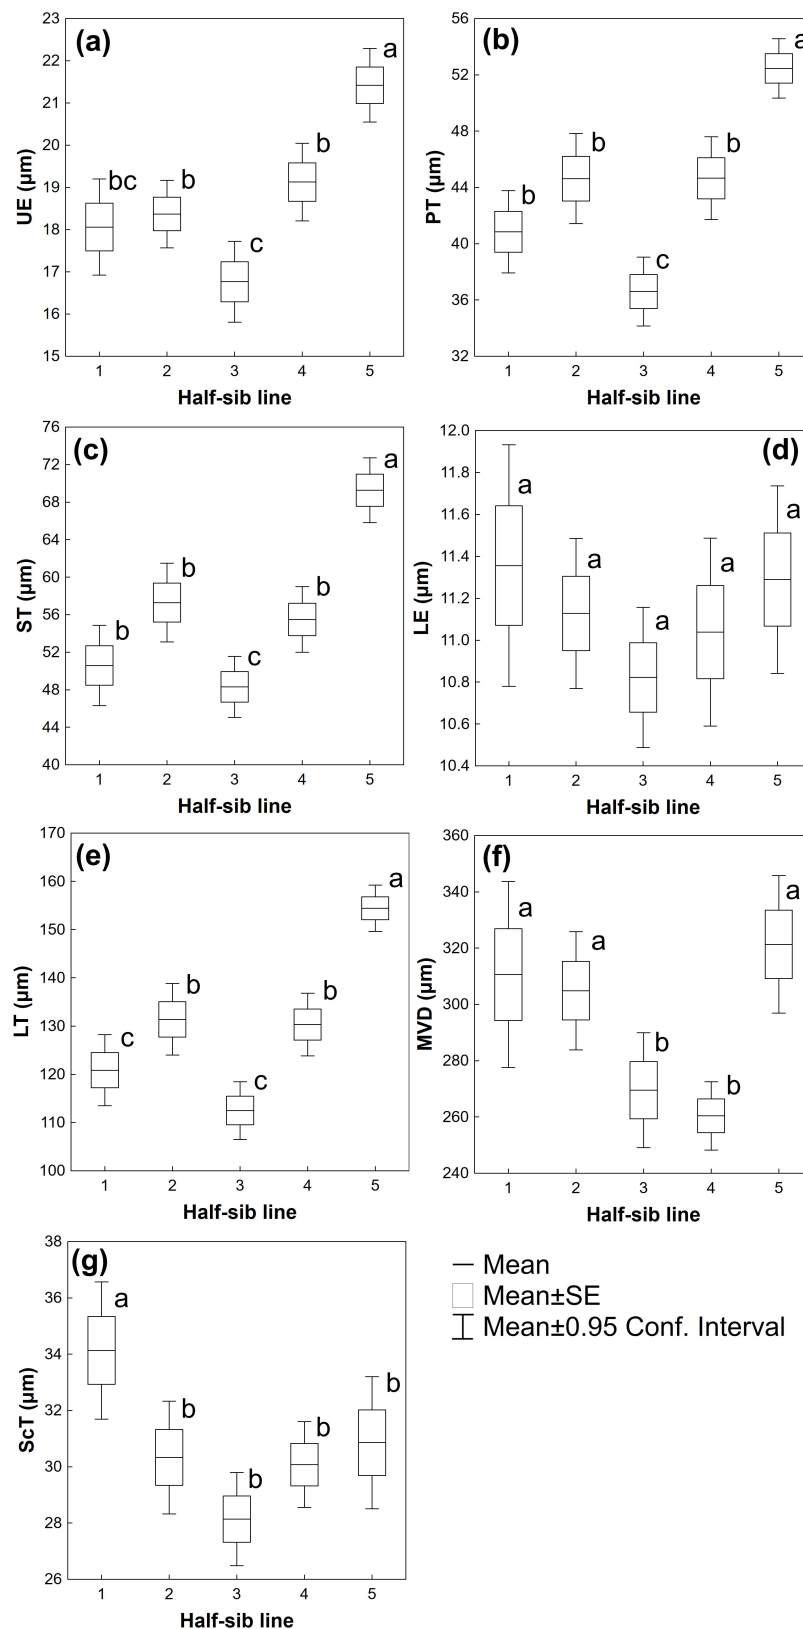 (a)
UE (µm)
23
22
21
20
19
18
17
16
15
bc
b
c
b
a
1 2 3 4 5
Half-sib line
(b)
PT (µm)
56
52
48
44
40
36
32
b
b
c
b
a
1 2 3 4 5
Half-sib line
(c)
ST (µm)
76
72
68
64
60
56
52
48
44
40
b
b
c
b
a
1 2 3 4 5
Half-sib line
(d)
LE (µm)
12.0
11.8
11.6
11.4
11.2
11.0
10.8
10.6
10.4
a
a
a
a
a
1 2 3 4 5
Half-sib line
(e)
LT (µm)
170
160
150
140
130
120
110
100
c
b
c
b
a
1 2 3 4 5
Half-sib line
(f)
MVD (µm)
360
340
320
300
280
260
240
a
a
b
b
a
1 2 3 4 5
Half-sib line
(g)
ScT (µm)
38
36
34
32
30
28
26
a
b
b
b
b
1 2 3 4 5
Half-sib line
Mean
Mean±SE
Mean±0.95 Conf. Interval